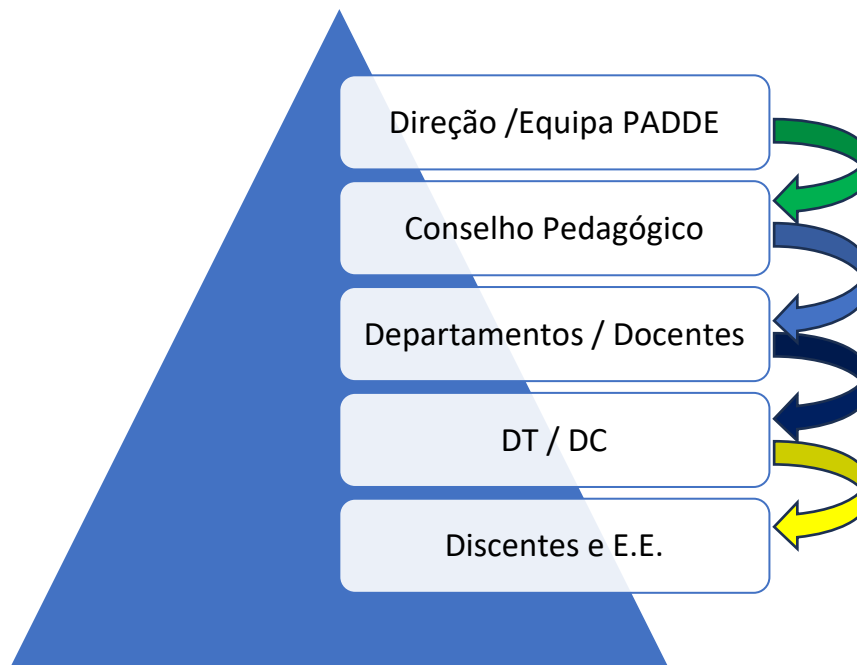 Direção /Equipa PADDE
Conselho Pedagógico
Departamentos / Docentes
DT / DC
Discentes e E.E.